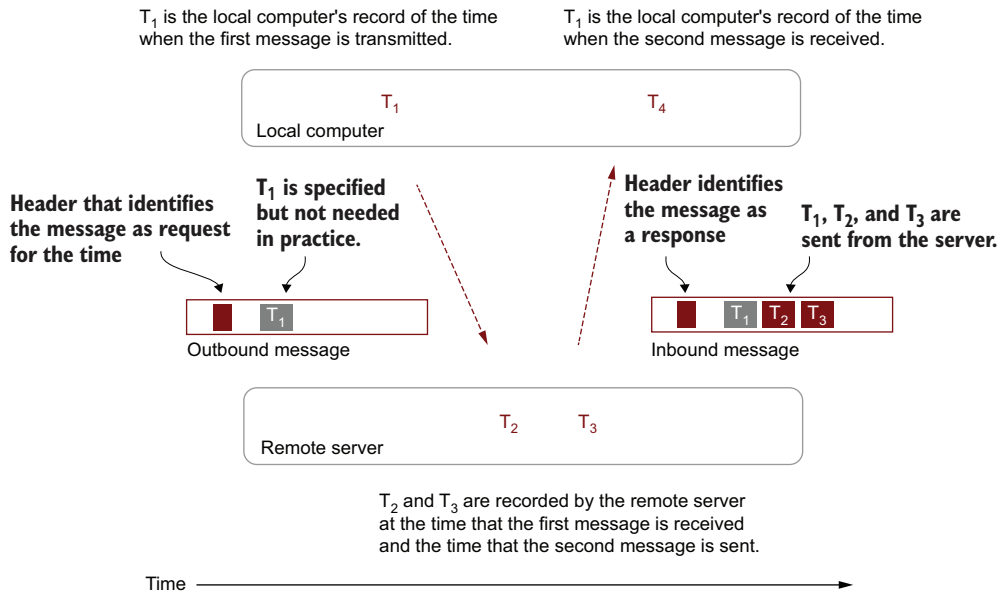 T₁ is the local computer's record of the time
when the first message is transmitted.
T₁ is the local computer's record of the time
when the second message is received.
T₁
T₄
Local computer
Header that identifies
the message as request
for the time
T₁ is specified
but not needed
in practice.
Header identifies
the message as
a response
T₁, T₂, and T₃ are
sent from the server.
T₁
Outbound message
T₁ T₂ T₃
Inbound message
T₂ T₃
Remote server
T₂ and T₃ are recorded by the remote server
at the time that the first message is received
and the time that the second message is sent.
Time